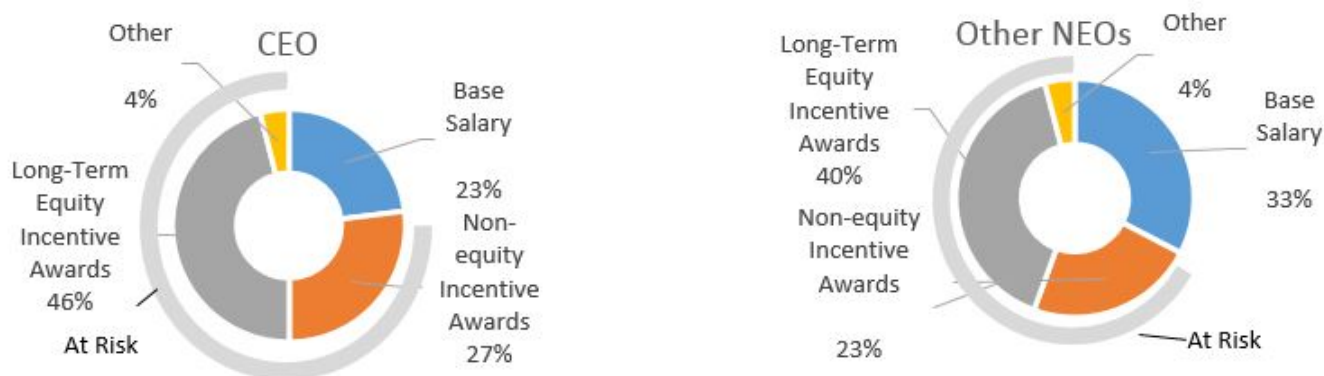 CEO
Other
4%
Base
Salary
23%
Non-
equity
Incentive
Awards
27%
Long-Term
Equity
Incentive
Awards
46%
At Risk
Other NEOs
Other
4%
Base
Salary
33%
Long-Term
Equity
Incentive
Awards
40%
Non-equity
Incentive
Awards
23%
At Risk